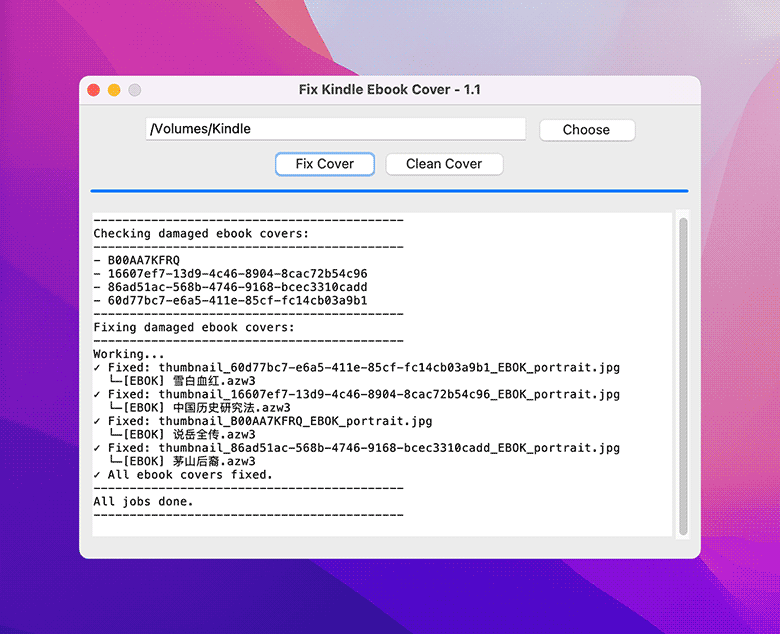 Fix Kindle Ebook Cover - 1.1
/Volumes/Kindle
Choose
Fix Cover
Clean Cover
-------------------------------------------
Checking damaged ebook covers:
-------------------------------------------
- B00AA7KFRQ
- 16607ef7-13d9-4c46-8904-8cac72b54c96
- 86ad51ac-568b-4746-9168-bcec3310cadd
- 60d77bc7-e6a5-411e-85cf-fc14cb03a9b1
-------------------------------------------
Fixing damaged ebook covers:
-------------------------------------------
Working...
✓ Fixed: thumbnail_60d77bc7-e6a5-411e-85cf-fc14cb03a9b1_EBOK_portrait.jpg
└─[EBOK] 雪白血红.azw3
✓ Fixed: thumbnail_16607ef7-13d9-4c46-8904-8cac72b54c96_EBOK_portrait.jpg
└─[EBOK] 中国历史研究法.azw3
✓ Fixed: thumbnail_B00AA7KFRQ_EBOK_portrait.jpg
└─[EBOK] 说岳全传.azw3
✓ Fixed: thumbnail_86ad51ac-568b-4746-9168-bcec3310cadd_EBOK_portrait.jpg
└─[EBOK] 茅山后裔.azw3
✓ All ebook covers fixed.
-------------------------------------------
All jobs done.
-------------------------------------------